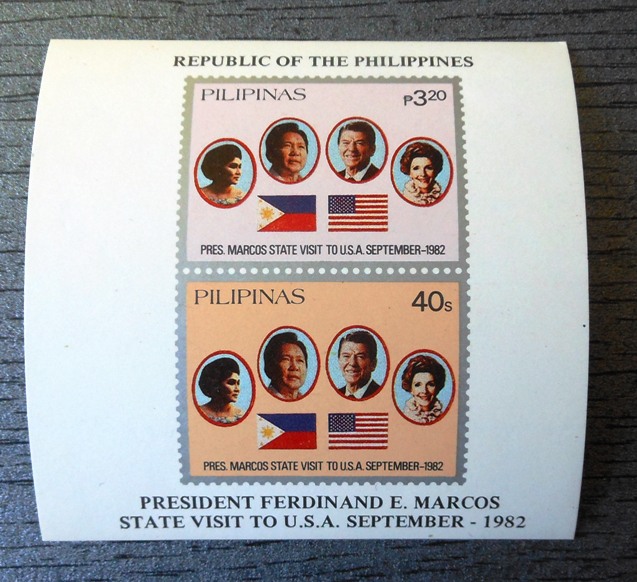 REPUBLIC OF THE PHILIPPINES
PILIPINAS ₱3.20
PRES. MARCOS STATE VISIT TO U.S.A. SEPTEMBER-1982
PILIPINAS 40s
PRES. MARCOS STATE VISIT TO U.S.A. SEPTEMBER-1982
PRESIDENT FERDINAND E. MARCOS
STATE VISIT TO U.S.A. SEPTEMBER - 1982